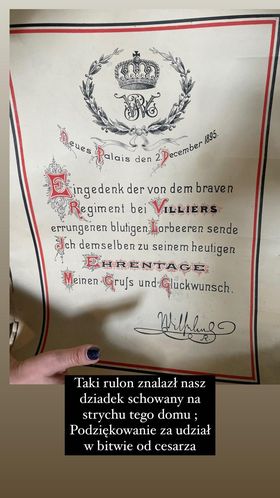 Neues Palais den 2 December 1895.
Eingedenk der von dem braven
Regiment bei VILLIERS
errungenen blutigen Lorbeeren sende
Ich demselben zu seinem heutigen
EHRENTAGE
Meinen Gruſs und Glückwunsch.
Wilhelm
R
Taki rulon znalazł nasz
dziadek schowany na
strychu tego domu ;
Podziękowanie za udział
w bitwie od cesarza